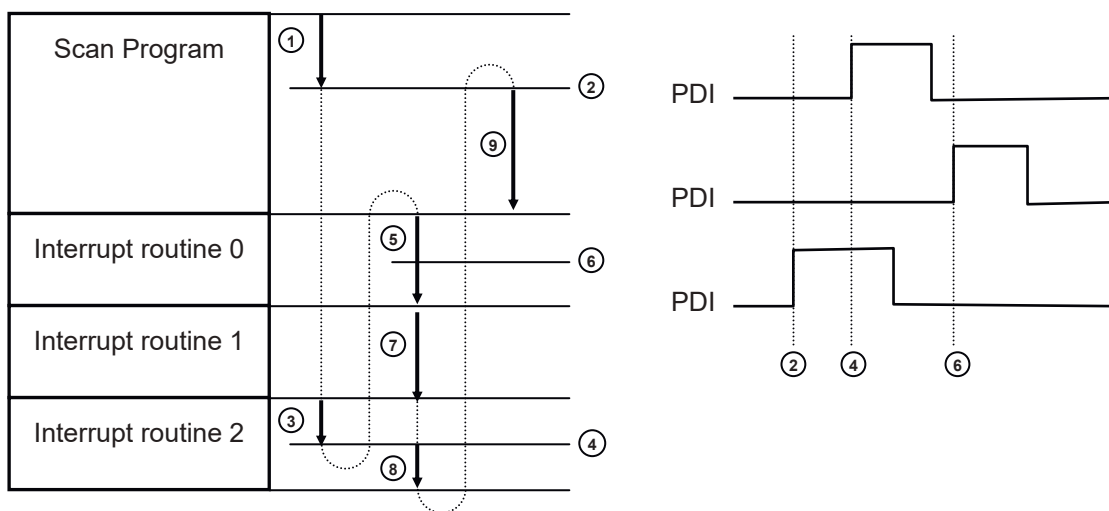 Scan Program
Interrupt routine 0
Interrupt routine 1
Interrupt routine 2
1
2
9
5
6
7
3
4
8
PDI
PDI
PDI
2
4
6